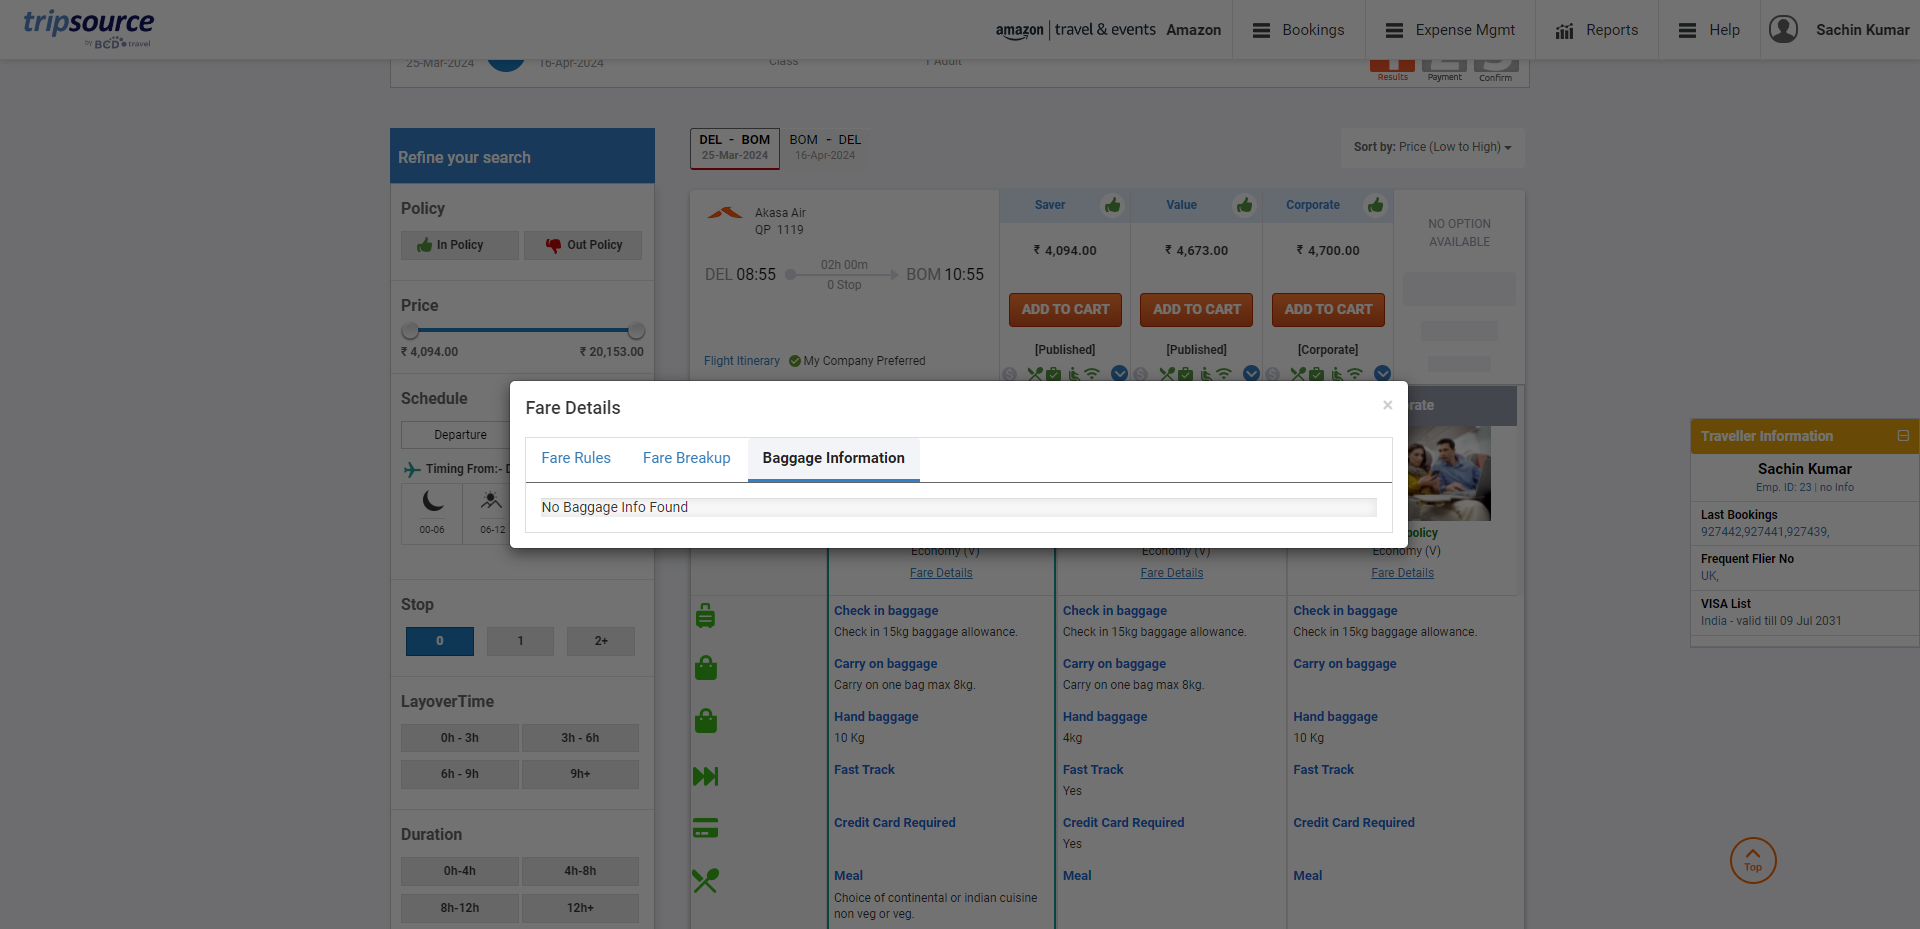 tripsource
by BCD travel
amazon | travel & events Amazon
Bookings
Expense Mgmt
Reports
Help
Sachin Kumar
25-Mar-2024
16-Apr-2024
Class
1 Adult
Results
Payment
Confirm
Refine your search
Policy
In Policy
Out Policy
Price
₹ 4,094.00
₹ 20,153.00
Schedule
Departure
Timing From:- D
00-06
06-12
Stop
0
1
2+
LayoverTime
0h - 3h
3h - 6h
6h - 9h
9h+
Duration
0h-4h
4h-8h
8h-12h
12h+
DEL - BOM
25-Mar-2024
BOM - DEL
16-Apr-2024
Sort by: Price (Low to High)
Akasa Air
QP 1119
DEL 08:55
02h 00m
0 Stop
BOM 10:55
Flight Itinerary
My Company Preferred
Saver
₹ 4,094.00
ADD TO CART
[Published]
Value
₹ 4,673.00
ADD TO CART
[Published]
Corporate
₹ 4,700.00
ADD TO CART
[Corporate]
NO OPTION
AVAILABLE
Fare Details
×
Fare Rules
Fare Breakup
Baggage Information
No Baggage Info Found
rate
policy
Economy (V)
Economy (V)
Economy (V)
Fare Details
Fare Details
Fare Details
Check in baggage
Check in 15kg baggage allowance.
Check in baggage
Check in 15kg baggage allowance.
Check in baggage
Check in 15kg baggage allowance.
Carry on baggage
Carry on one bag max 8kg.
Carry on baggage
Carry on one bag max 8kg.
Carry on baggage
Hand baggage
10 Kg
Hand baggage
4kg
Hand baggage
10 Kg
Fast Track
Fast Track
Yes
Fast Track
Credit Card Required
Credit Card Required
Yes
Credit Card Required
Meal
Choice of continental or indian cuisine
non veg or veg.
Meal
Meal
Traveller Information
Sachin Kumar
Emp. ID: 23 | no Info
Last Bookings
927442,927441,927439,
Frequent Flier No
UK,
VISA List
India - valid till 09 Jul 2031
Top